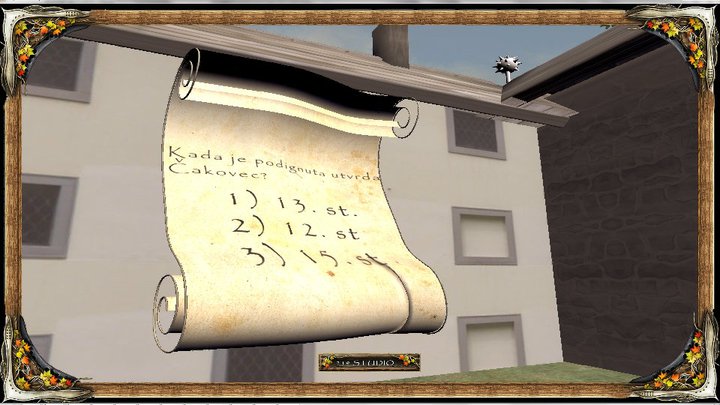 Kada je podignuta utvrda
Čakovec?
1) 13. st.
2) 12. st
3) 15. st.
STUDIO